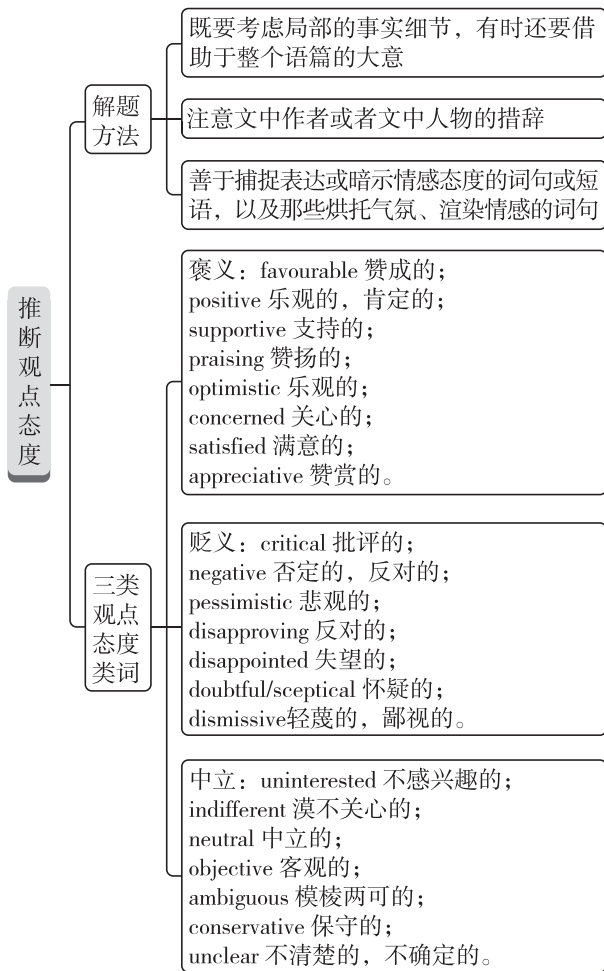 推断观点态度
解题
方法
既要考虑局部的事实细节，有时还要借
助于整个语篇的大意
注意文中作者或者文中人物的措辞
善于捕捉表达或暗示情感态度的词句或短
语，以及那些烘托气氛、渲染情感的词句
三类
观点
态度
类词
褒义：favourable 赞成的；
positive 乐观的，肯定的；
supportive 支持的；
praising 赞扬的；
optimistic 乐观的；
concerned 关心的；
satisfied 满意的；
appreciative 赞赏的。
贬义：critical 批评的；
negative 否定的，反对的；
pessimistic 悲观的；
disapproving 反对的；
disappointed 失望的；
doubtful/sceptical 怀疑的；
dismissive轻蔑的，鄙视的。
中立：uninterested 不感兴趣的；
indifferent 漠不关心的；
neutral 中立的；
objective 客观的；
ambiguous 模棱两可的；
conservative 保守的；
unclear 不清楚的，不确定的。